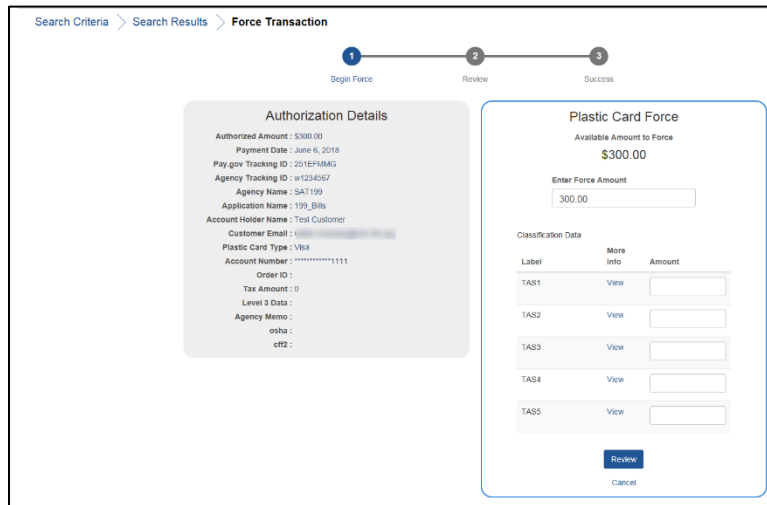 Search Criteria > Search Results > Force Transaction
1 2 3
Begin Force Review Success
Authorization Details
Authorized Amount : $300.00
Payment Date : June 6, 2018
Pay.gov Tracking ID : 251EFMMG
Agency Tracking ID : w1234567
Agency Name : SAT199
Application Name : 199_Bills
Account Holder Name : Test Customer
Customer Email :
Plastic Card Type : Visa
Account Number : ************1111
Order ID :
Tax Amount : 0
Level 3 Data :
Agency Memo :
osha :
cff2 :
Plastic Card Force
Available Amount to Force
$300.00
Enter Force Amount
300.00
Classification Data
Label More Info Amount
TAS1 View
TAS2 View
TAS3 View
TAS4 View
TAS5 View
Review
Cancel